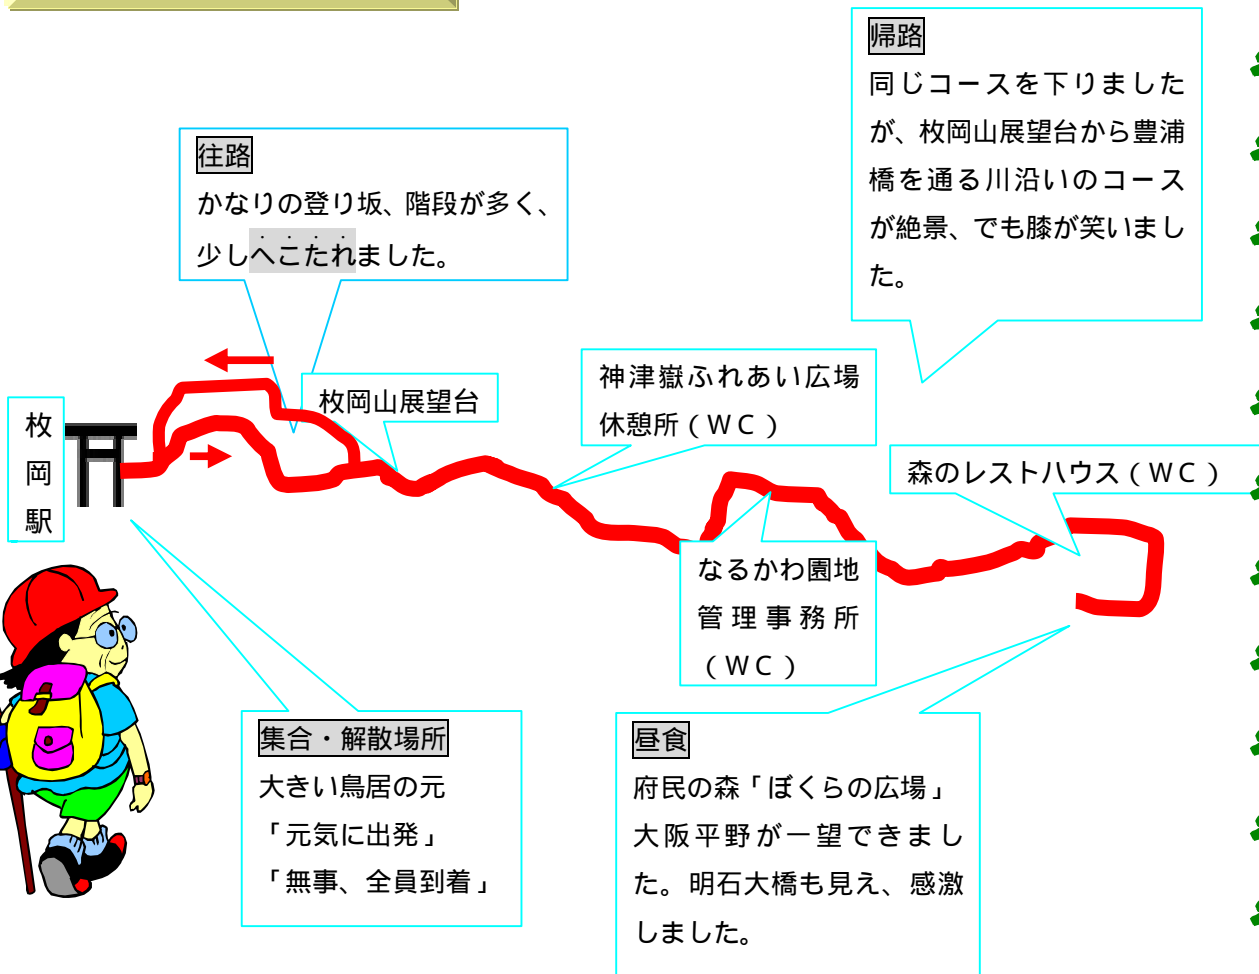 帰路
同じコースを下りました
が、枚岡山展望台から豊浦
橋を通る川沿いのコース
が絶景、でも膝が笑いまし
た。
往路
かなりの登り坂、階段が多く、
少しへこたれました。
枚岡山展望台
神津嶽ふれあい広場
休憩所（ＷＣ）
枚
岡
駅
森のレストハウス（ＷＣ）
なるかわ園地
管理事務所
（ＷＣ）
集合・解散場所
大きい鳥居の元
「元気に出発」
「無事、全員到着」
昼食
府民の森「ぼくらの広場」
大阪平野が一望できまし
た。明石大橋も見え、感激
しました。